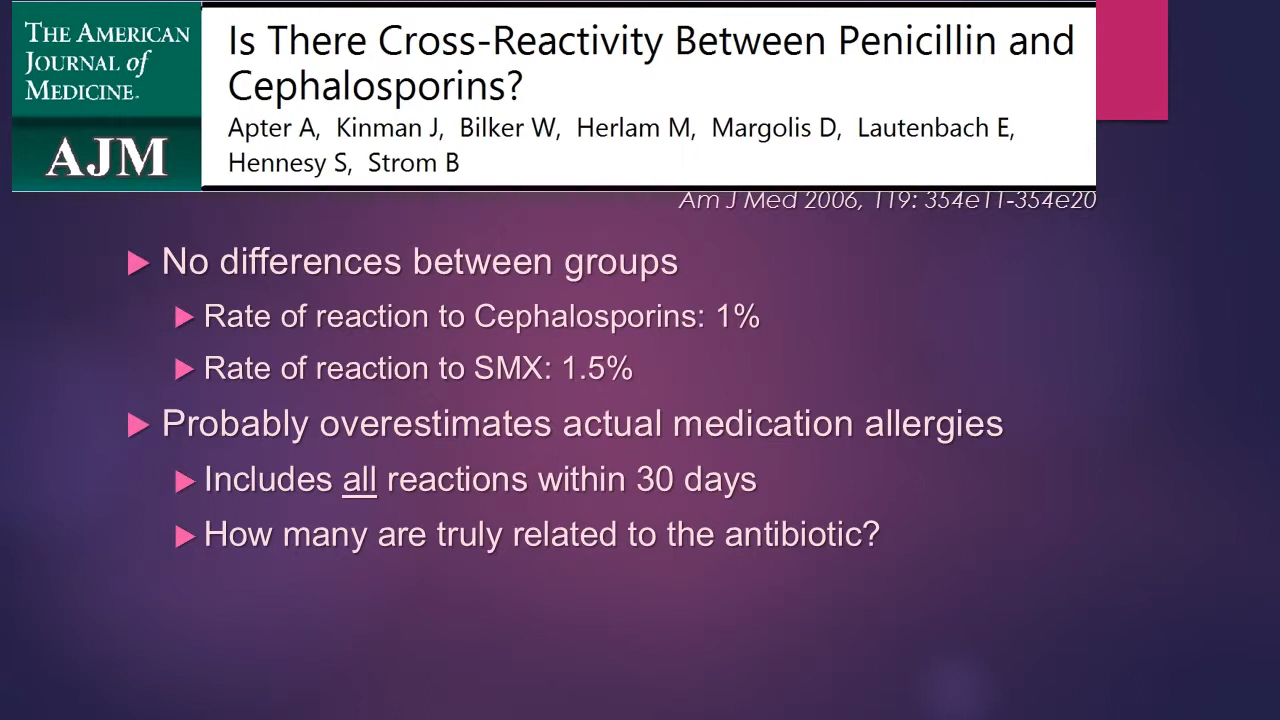 THE AMERICAN
JOURNAL of
MEDICINE.
AJM
Is There Cross-Reactivity Between Penicillin and
Cephalosporins?
Apter A, Kinman J, Bilker W, Herlam M, Margolis D, Lautenbach E,
Hennesy S, Strom B
Am J Med 2006, 119: 354e11-354e20
No differences between groups
Rate of reaction to Cephalosporins: 1%
Rate of reaction to SMX: 1.5%
Probably overestimates actual medication allergies
Includes all reactions within 30 days
How many are truly related to the antibiotic?